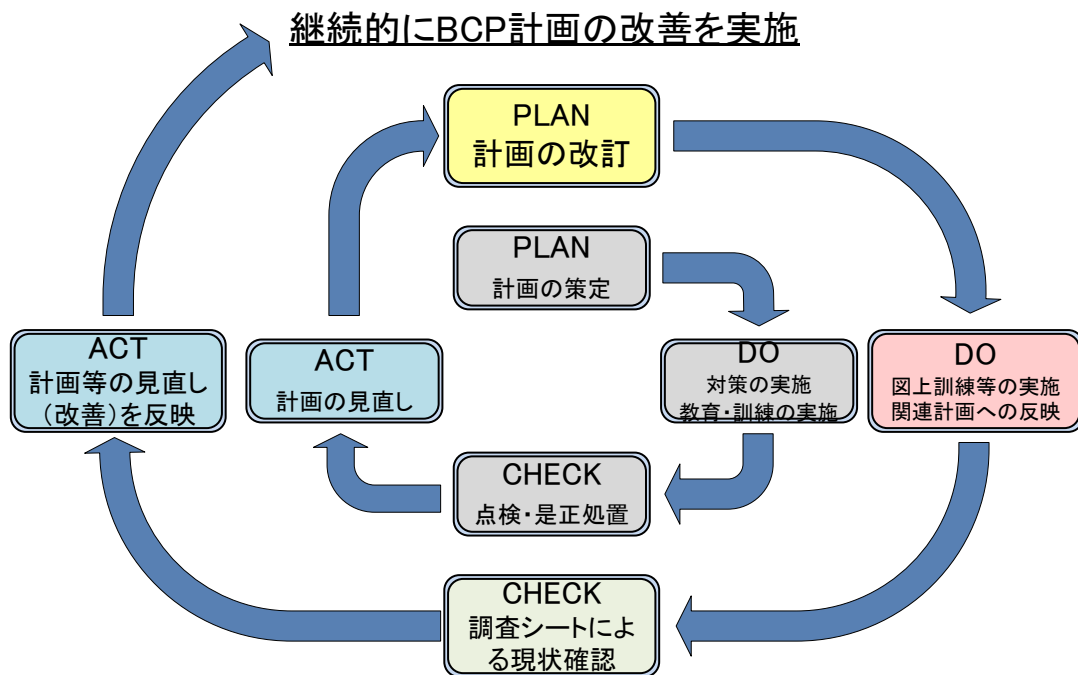 継続的にBCP計画の改善を実施
PLAN
計画の改訂
PLAN
計画の策定
ACT
計画等の見直し
（改善）を反映
ACT
計画の見直し
DO
対策の実施
教育・訓練の実施
DO
図上訓練等の実施
関連計画への反映
CHECK
点検・是正処置
CHECK
調査シートによ
る現状確認